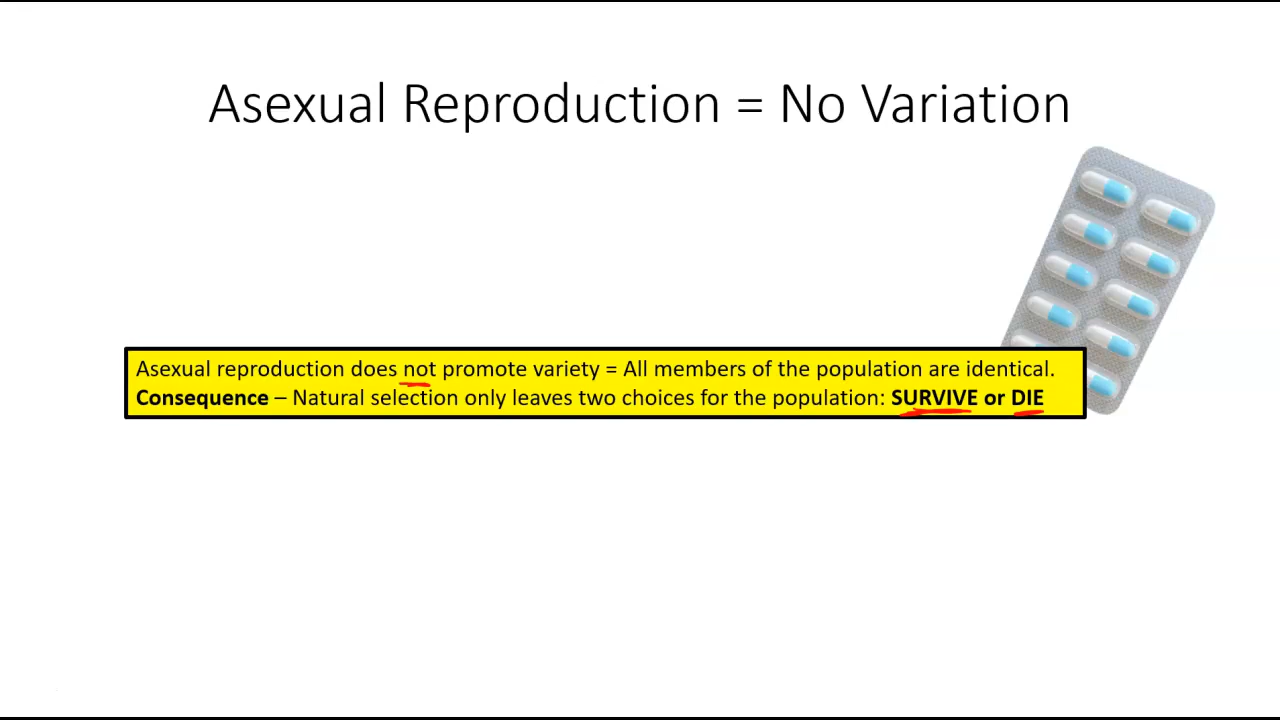 Asexual Reproduction = No Variation
Asexual reproduction does not promote variety = All members of the population are identical.
Consequence – Natural selection only leaves two choices for the population: SURVIVE or DIE